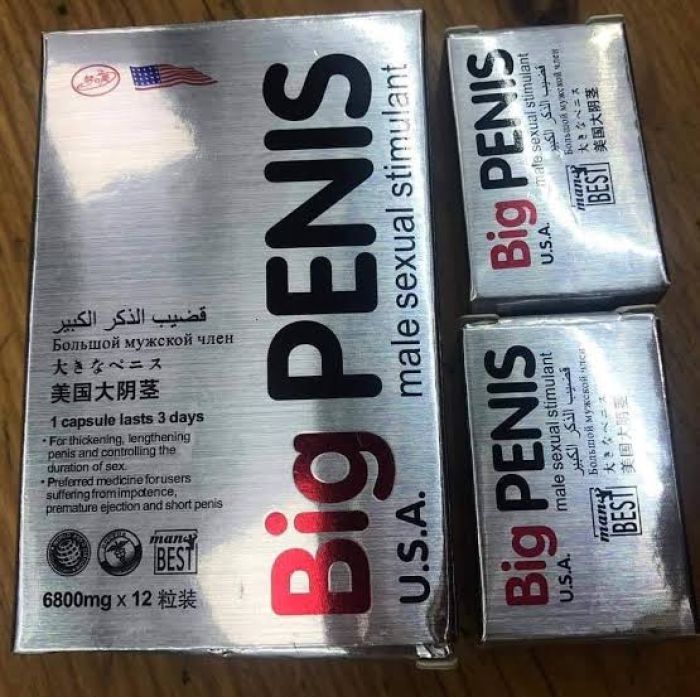 Big PENIS
male sexual stimulant
U.S.A.
قضيب الذكر الكبير
Большой мужской член
大きなペニス
美国大阴茎
1 capsule lasts 3 days
• For thickening, lengthening
penis and controlling the
duration of sex.
• Preferred medicine for users
suffering from impotence,
premature ejection and short penis
many
BEST
6800mg x 12 粒装
Big PENIS
U.S.A.
male sexual stimulant
قضيب الذكر الكبير
Большой мужской член
大きなペニス
美国大阴茎
many
BEST
Big PENIS
U.S.A.
male sexual stimulant
قضيب الذكر الكبير
Большой мужской член
大きなペニス
美国大阴茎
many
BEST